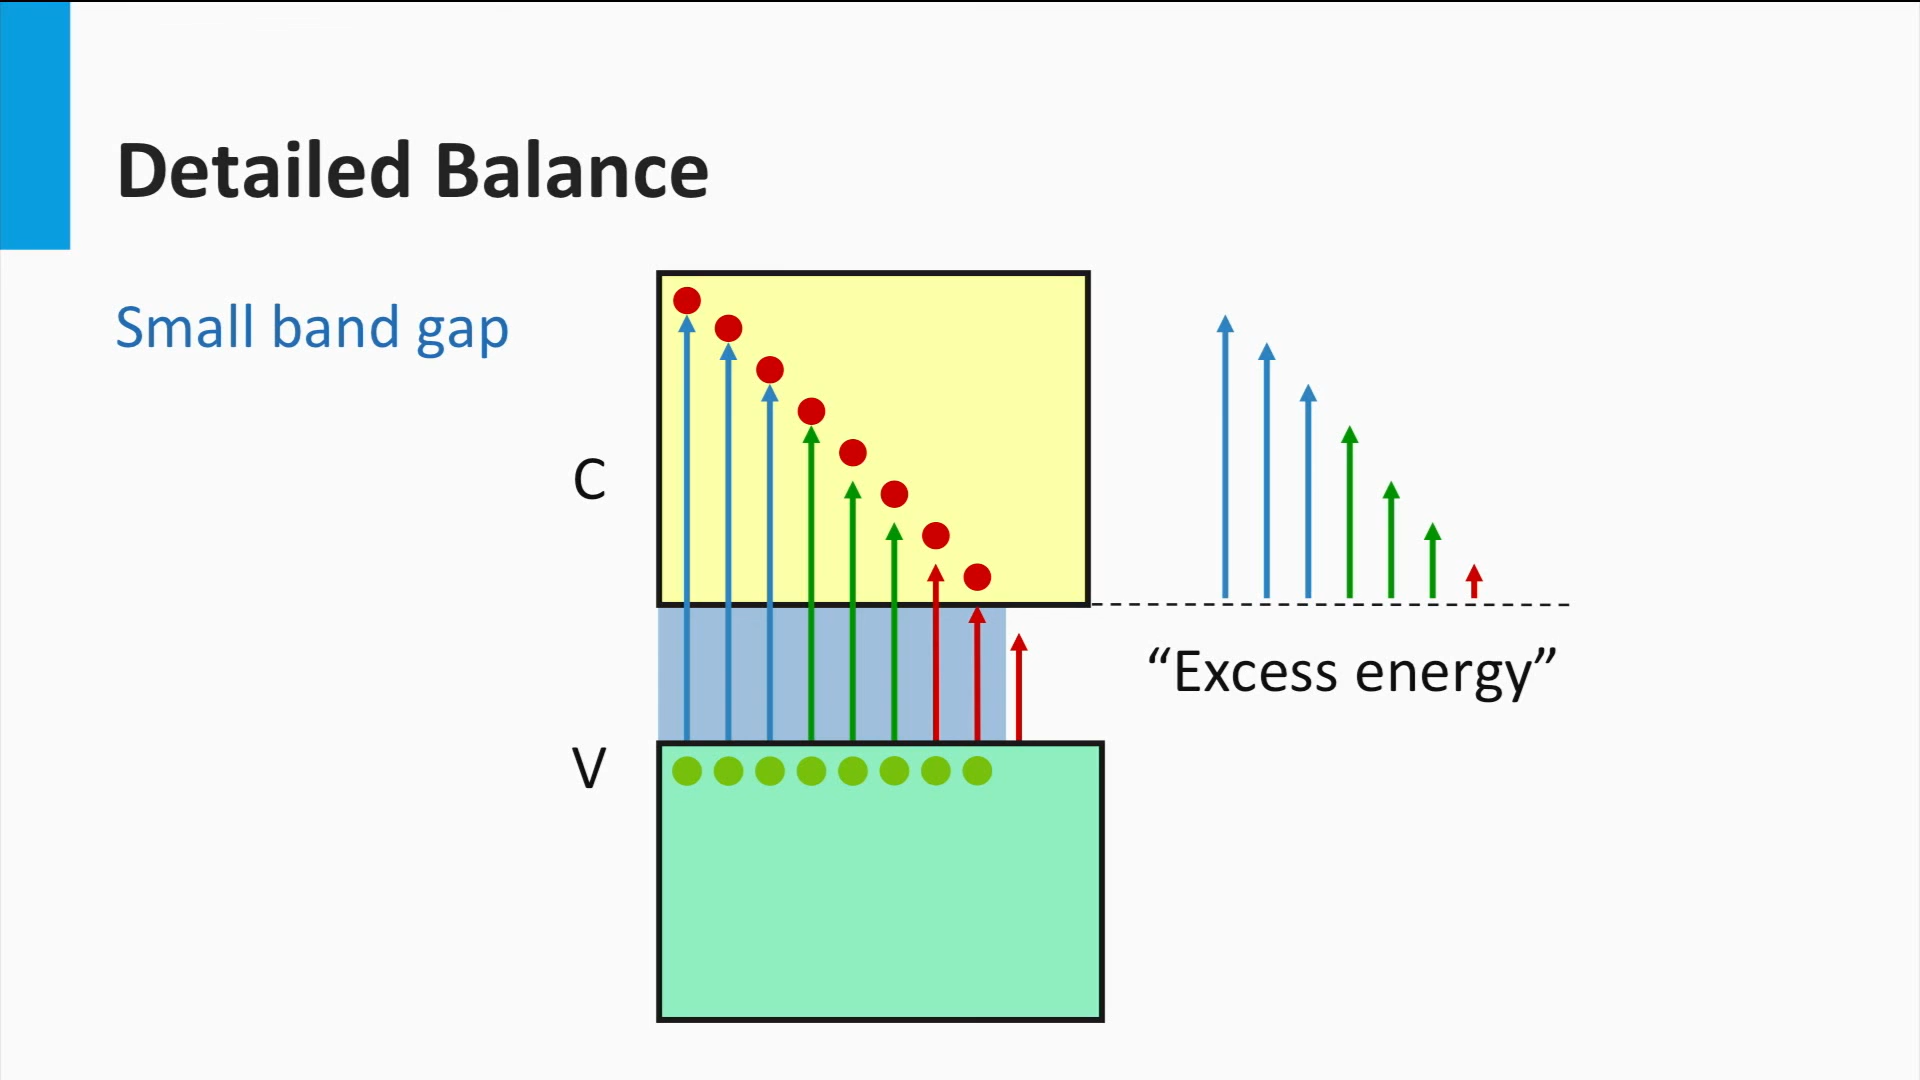 Detailed Balance
Small band gap
C
“Excess energy”
V